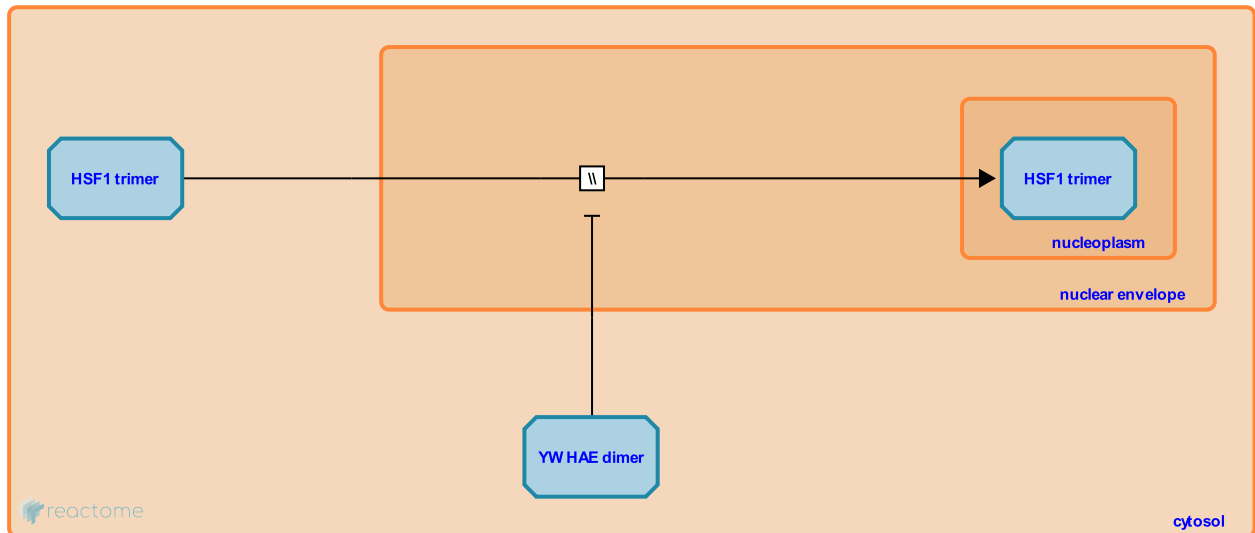 HSF1 trimer
\\
HSF1 trimer
nucleoplasm
nuclear envelope
YWHAE dimer
reactome
cytosol